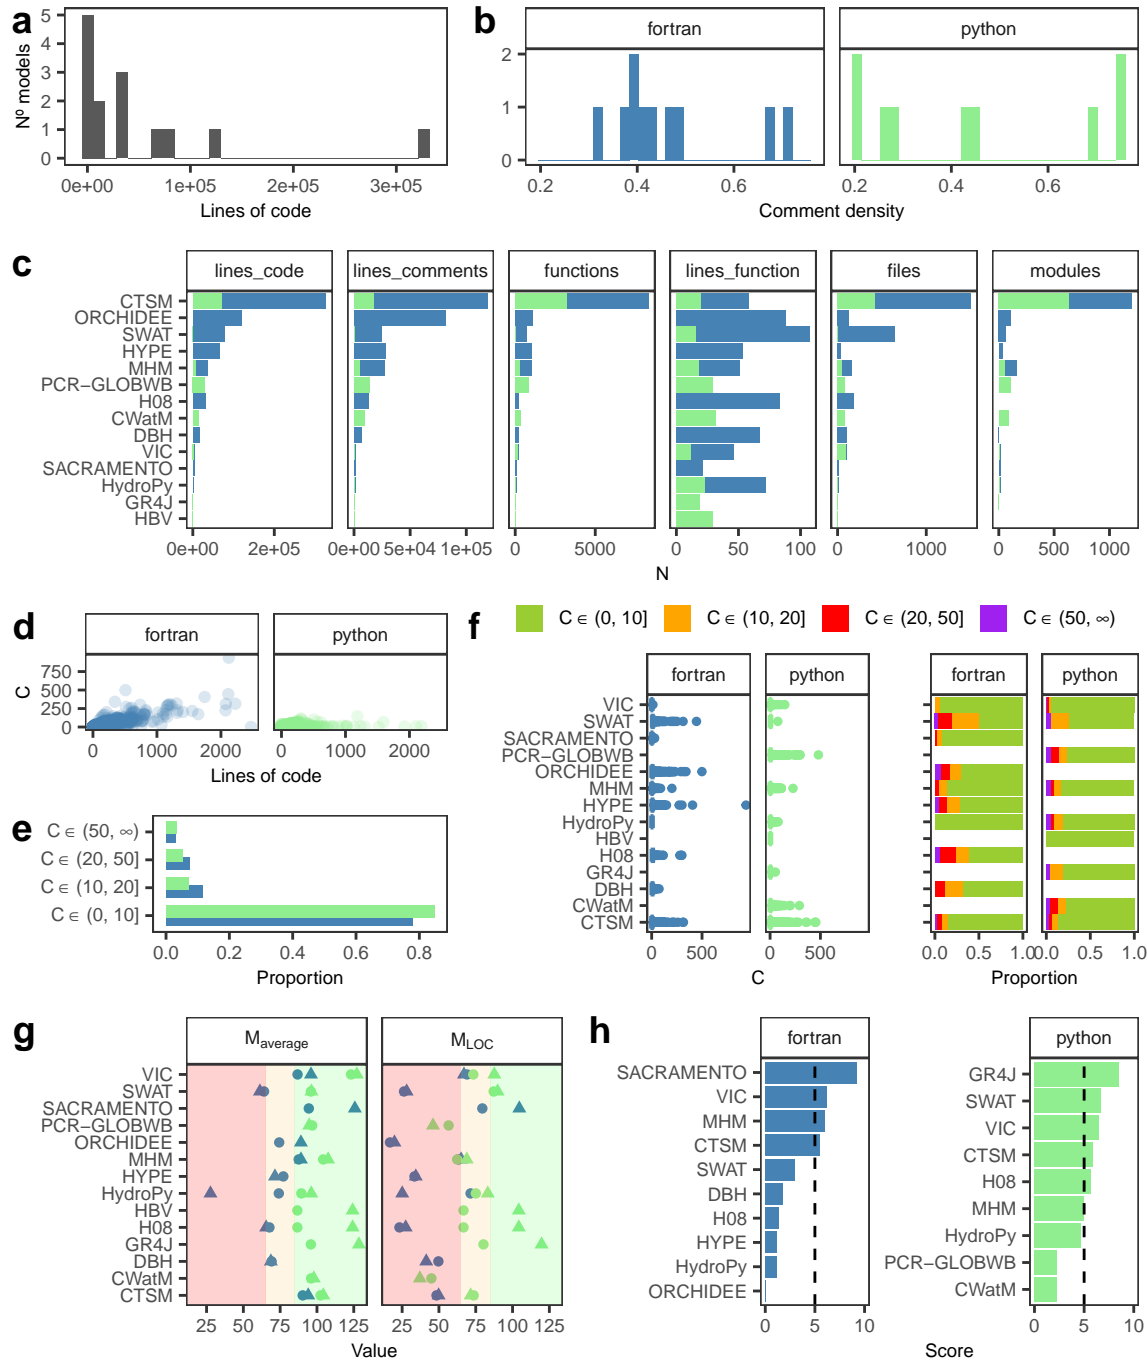 a
Nº models
5
4
3
2
1
0
0e+00 1e+05 2e+05 3e+05
Lines of code
b
fortran python
2
1
0
0.2 0.4 0.6 0.2 0.4 0.6
Comment density
c
lines_code lines_comments functions lines_function files modules
CTSM
ORCHIDEE
SWAT
HYPE
MHM
PCR−GLOBWB
H08
CWatM
DBH
VIC
SACRAMENTO
HydroPy
GR4J
HBV
0e+00 2e+05 0e+00 5e+04 1e+05 0 5000 0 50 100 0 1000 0 500 1000
N
d
fortran python
C
750
500
250
0
0 1000 2000 0 1000 2000
Lines of code
e
C ∈ (50, ∞)
C ∈ (20, 50]
C ∈ (10, 20]
C ∈ (0, 10]
0.0 0.2 0.4 0.6 0.8
Proportion
f
C ∈ (0, 10] C ∈ (10, 20] C ∈ (20, 50] C ∈ (50, ∞)
fortran python fortran python
VIC
SWAT
SACRAMENTO
PCR−GLOBWB
ORCHIDEE
MHM
HYPE
HydroPy
HBV
H08
GR4J
DBH
CWatM
CTSM
0 500 0 500 0.0 0.5 1.0 0.0 0.5 1.0
C Proportion
g
Maverage MLOC
VIC
SWAT
SACRAMENTO
PCR−GLOBWB
ORCHIDEE
MHM
HYPE
HydroPy
HBV
H08
GR4J
DBH
CWatM
CTSM
25 50 75 100 125 25 50 75 100 125
Value
h
fortran python
SACRAMENTO
VIC
MHM
CTSM
SWAT
DBH
H08
HYPE
HydroPy
ORCHIDEE
0 5 10
GR4J
SWAT
VIC
CTSM
H08
MHM
HydroPy
PCR−GLOBWB
CWatM
0 5 10
Score